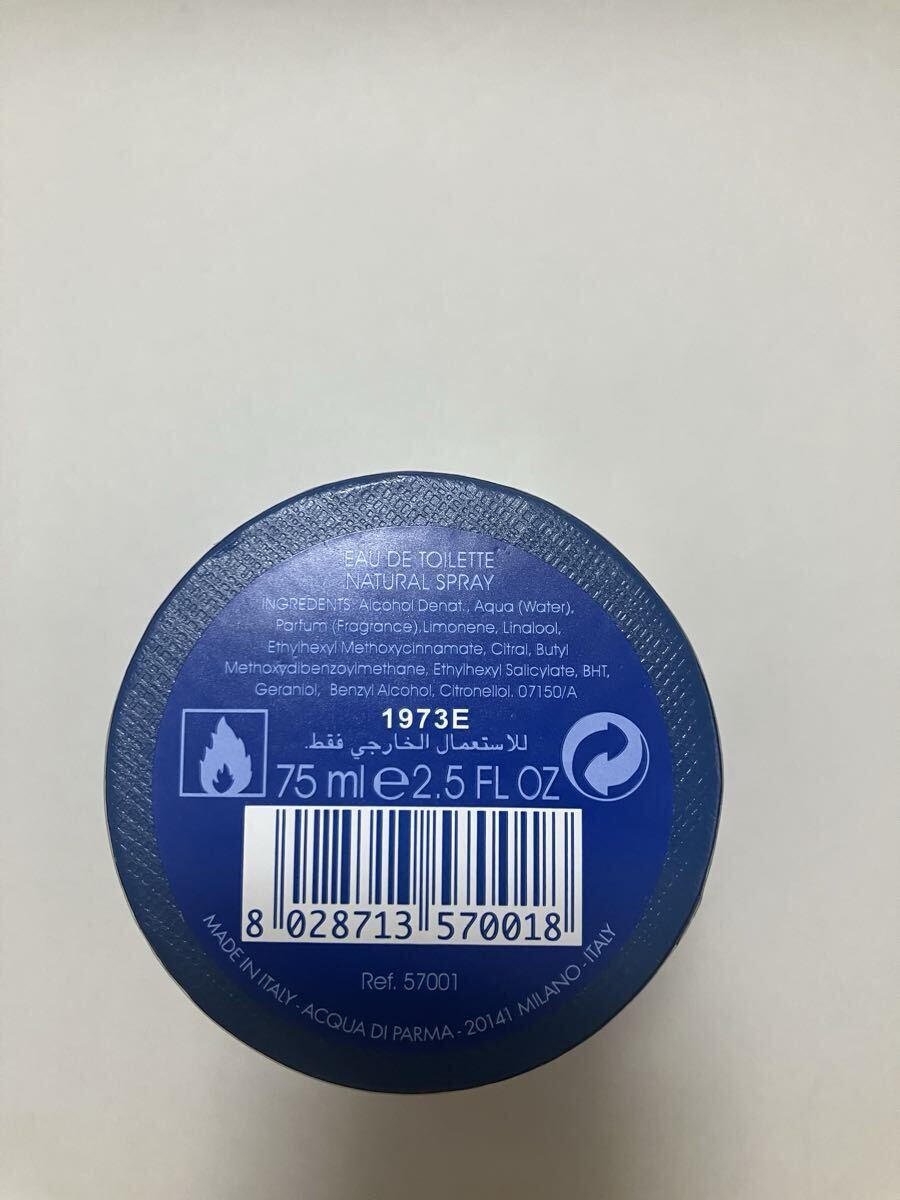 EAU DE TOILETTE
NATURAL SPRAY
INGREDENTS: Alcohol Denat., Aqua (Water),
Parfum (Fragrance),Limonene, Linalool,
Ethylhexyl Methoxycinnamate, Citral, Butyl
Methoxydibenzoylmethane, Ethylhexyl Salicylate, BHT,
Geraniol, Benzyl Alcohol, Citronellol. 07150/A
1973E
للاستعمال الخارجي فقط.
75 ml e 2.5 FL OZ
8 028713 570018
Ref. 57001
MADE IN ITALY - ACQUA DI PARMA - 20141 MILANO - ITALY